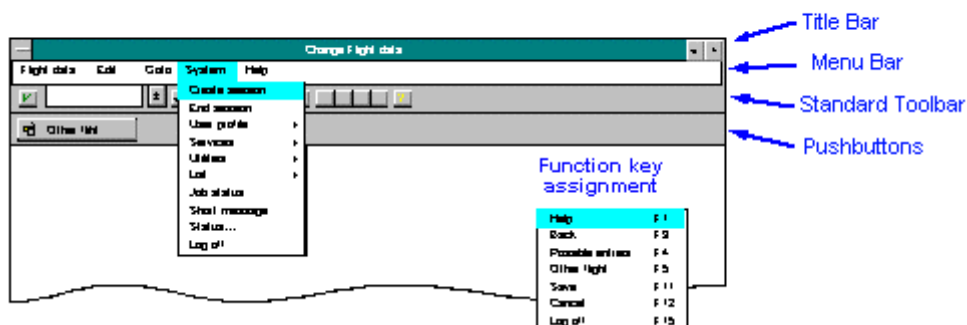 Title Bar
Change Flight data
Flight data Edit Goto System Help
Menu Bar
Create session
Standard Toolbar
End session
Other flight
User profile
Pushbuttons
Services
Utilities
List
Job status
Short message
Status...
Log off
Function key
assignment
Help F1
Back F3
Possible entries F4
Other flight F5
Save F11
Cancel F12
Log off F15